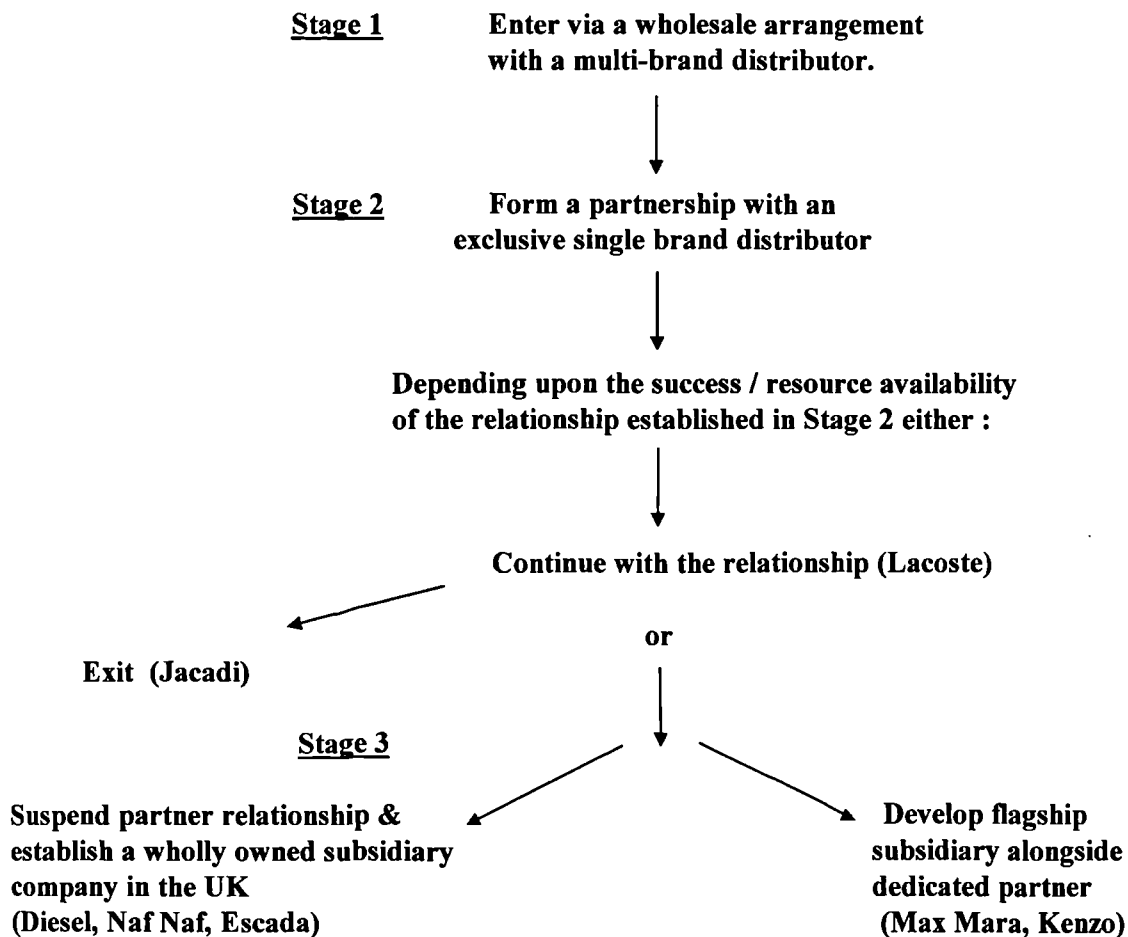 Stage 1 Enter via a wholesale arrangement
with a multi-brand distributor.
Stage 2 Form a partnership with an
exclusive single brand distributor
Depending upon the success / resource availability
of the relationship established in Stage 2 either :
Continue with the relationship (Lacoste)
or
Exit (Jacadi)
Stage 3
Suspend partner relationship &
establish a wholly owned subsidiary
company in the UK
(Diesel, Naf Naf, Escada)
Develop flagship
subsidiary alongside
dedicated partner
(Max Mara, Kenzo)